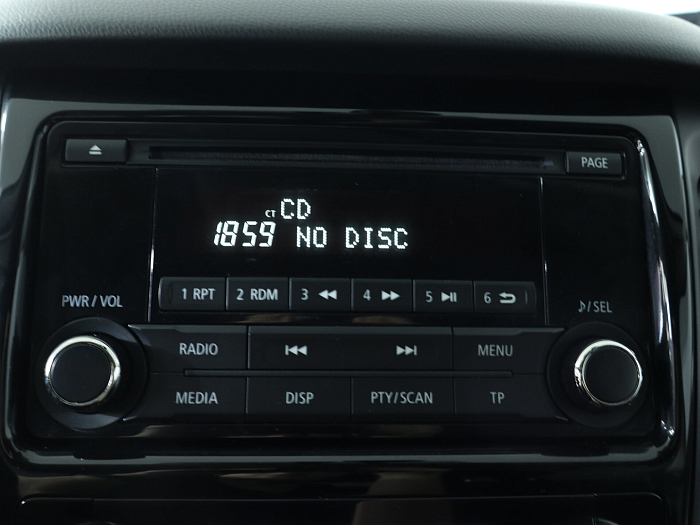 PAGE
CT CD
1859 NO DISC
1 RPT 2 RDM 3 4 5 6
PWR / VOL
/SEL
RADIO MENU
MEDIA DISP PTY/SCAN TP